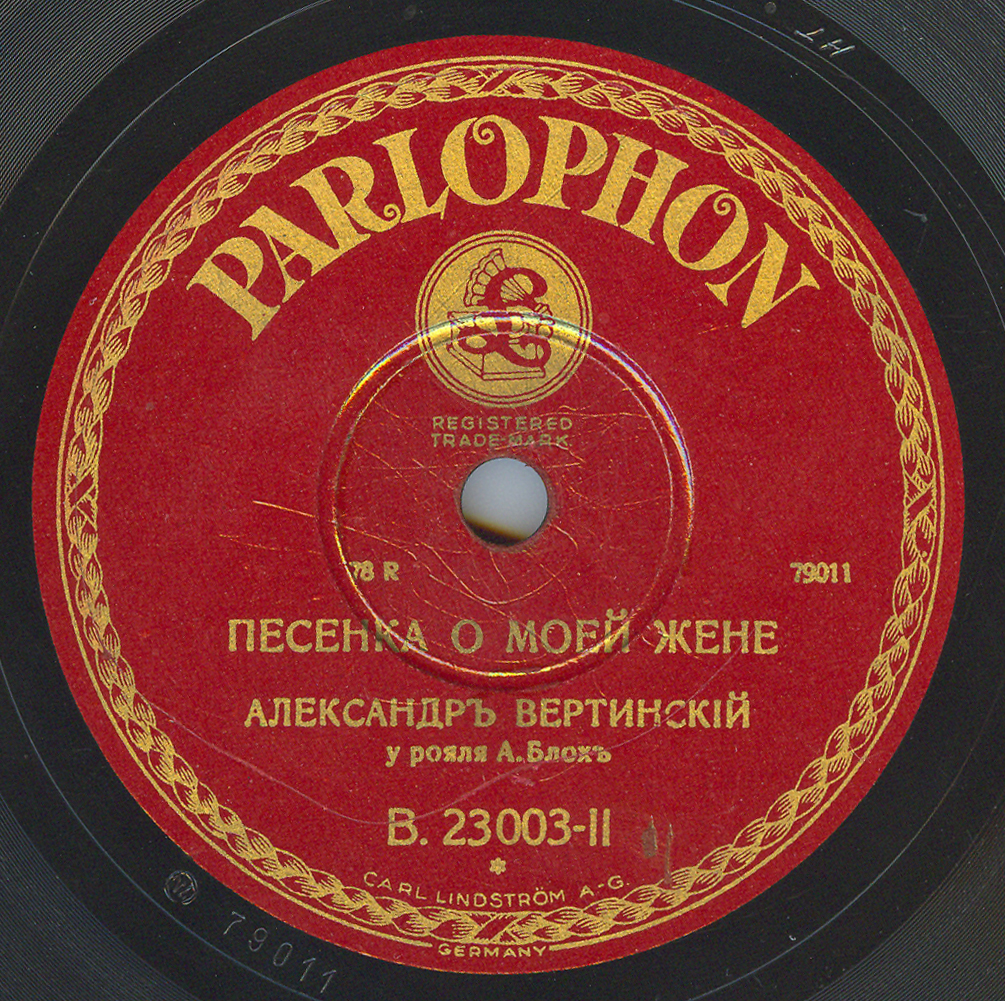 PARLOPHON
REGISTERED
TRADE-MARK
78 R
79011
ПЕСЕНКА О МОЕЙ ЖЕНЕ
АЛЕКСАНДРЪ ВЕРТИНСКІЙ
у рояля А.Блохъ
B. 23003-II
*
CARL LINDSTRÖM A-G.
GERMANY
79011